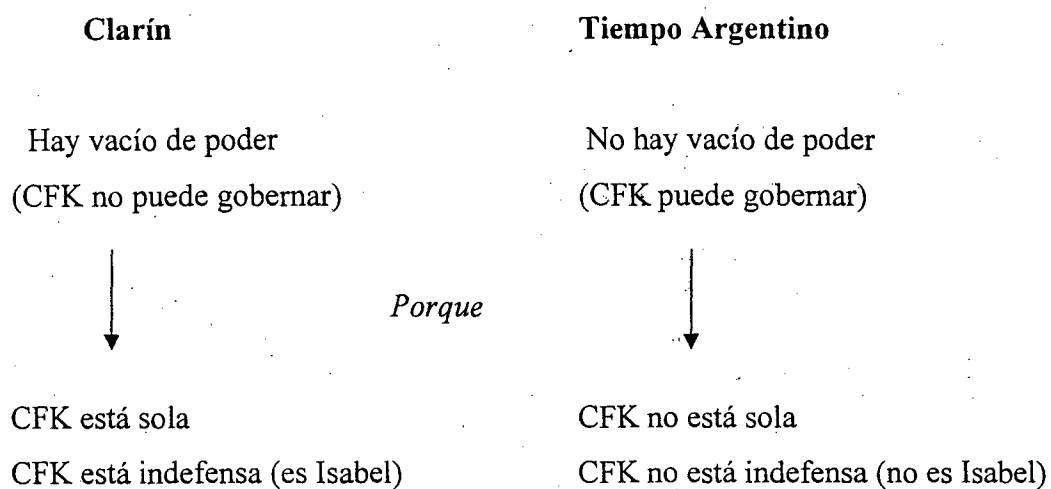 Clarín
Tiempo Argentino
Hay vacío de poder
No hay vacío de poder
(CFK no puede gobernar)
(CFK puede gobernar)
Porque
CFK está sola
CFK no está sola
CFK está indefensa (es Isabel)
CFK no está indefensa (no es Isabel)